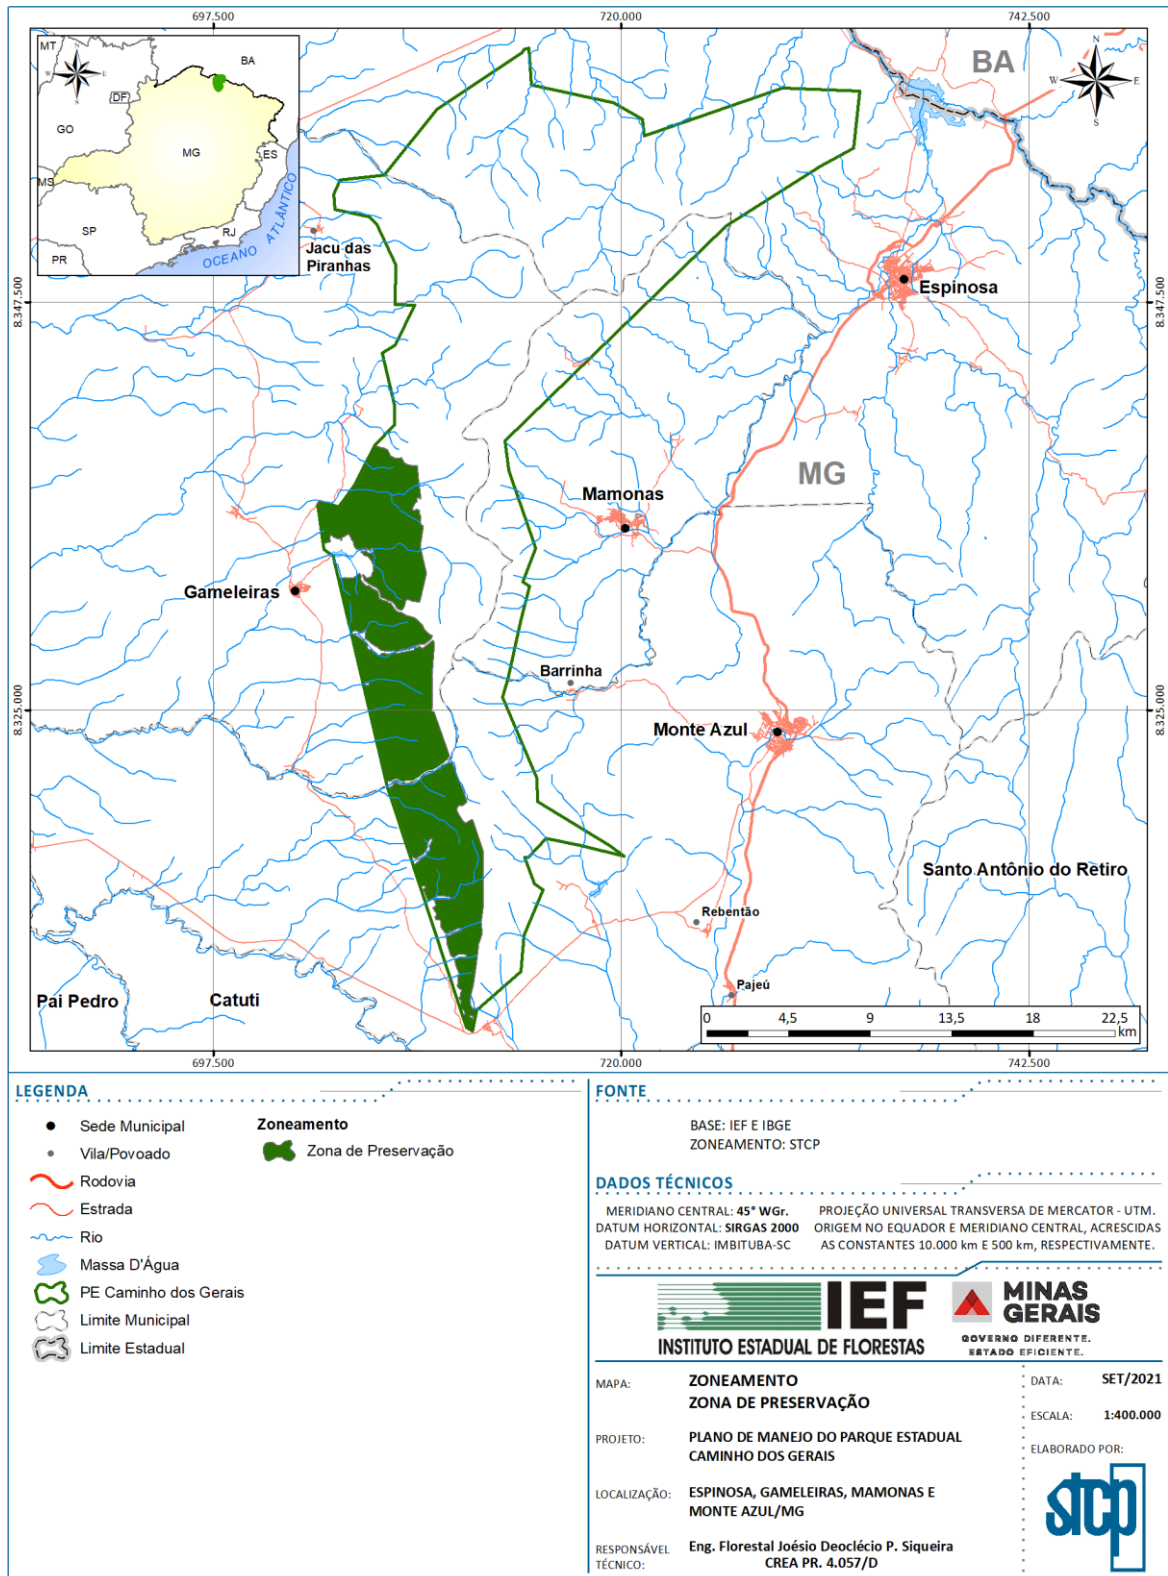 697.500
720.000
742.500
MT
BA
DF
GO
MG
ES
MS
SP
RJ
PR
OCEANO ATLÂNTICO
N
W
E
S
BA
N
W
E
S
Jacu das
Piranhas
8.347.500
8.347.500
Espinosa
MG
Mamonas
Gameleiras
Barrinha
8.325.000
8.325.000
Monte Azul
Santo Antônio do Retiro
Rebentão
Pai Pedro
Catuti
Pajeú
0 4,5 9 13,5 18 22,5
km
697.500
720.000
742.500
LEGENDA
Sede Municipal
Vila/Povoado
Rodovia
Estrada
Rio
Massa D'Água
PE Caminho dos Gerais
Limite Municipal
Limite Estadual
Zoneamento
Zona de Preservação
FONTE
BASE: IEF E IBGE
ZONEAMENTO: STCP
DADOS TÉCNICOS
MERIDIANO CENTRAL: 45° WGr.
DATUM HORIZONTAL: SIRGAS 2000
DATUM VERTICAL: IMBITUBA-SC
PROJEÇÃO UNIVERSAL TRANSVERSA DE MERCATOR - UTM.
ORIGEM NO EQUADOR E MERIDIANO CENTRAL, ACRESCIDAS
AS CONSTANTES 10.000 km E 500 km, RESPECTIVAMENTE.
IEF
INSTITUTO ESTADUAL DE FLORESTAS
MINAS
GERAIS
GOVERNO DIFERENTE.
ESTADO EFICIENTE.
MAPA: ZONEAMENTO
ZONA DE PRESERVAÇÃO
PROJETO: PLANO DE MANEJO DO PARQUE ESTADUAL
CAMINHO DOS GERAIS
LOCALIZAÇÃO: ESPINOSA, GAMELEIRAS, MAMONAS E
MONTE AZUL/MG
RESPONSÁVEL
TÉCNICO:
Eng. Florestal Joésio Deoclécio P. Siqueira
CREA PR. 4.057/D
DATA: SET/2021
ESCALA: 1:400.000
ELABORADO POR:
stcp